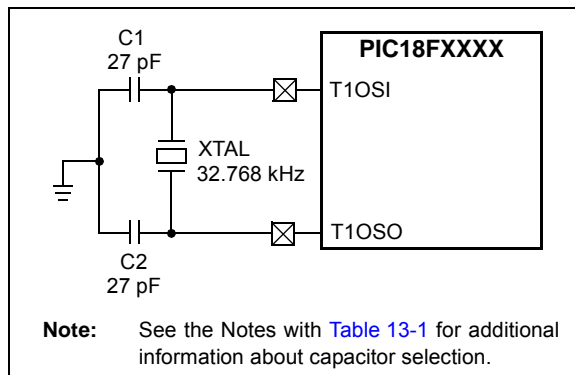 C1
27 pF
PIC18FXXXX
T1OSI
XTAL
32.768 kHz
T1OSO
C2
27 pF
Note: See the Notes with Table 13-1 for additional
information about capacitor selection.